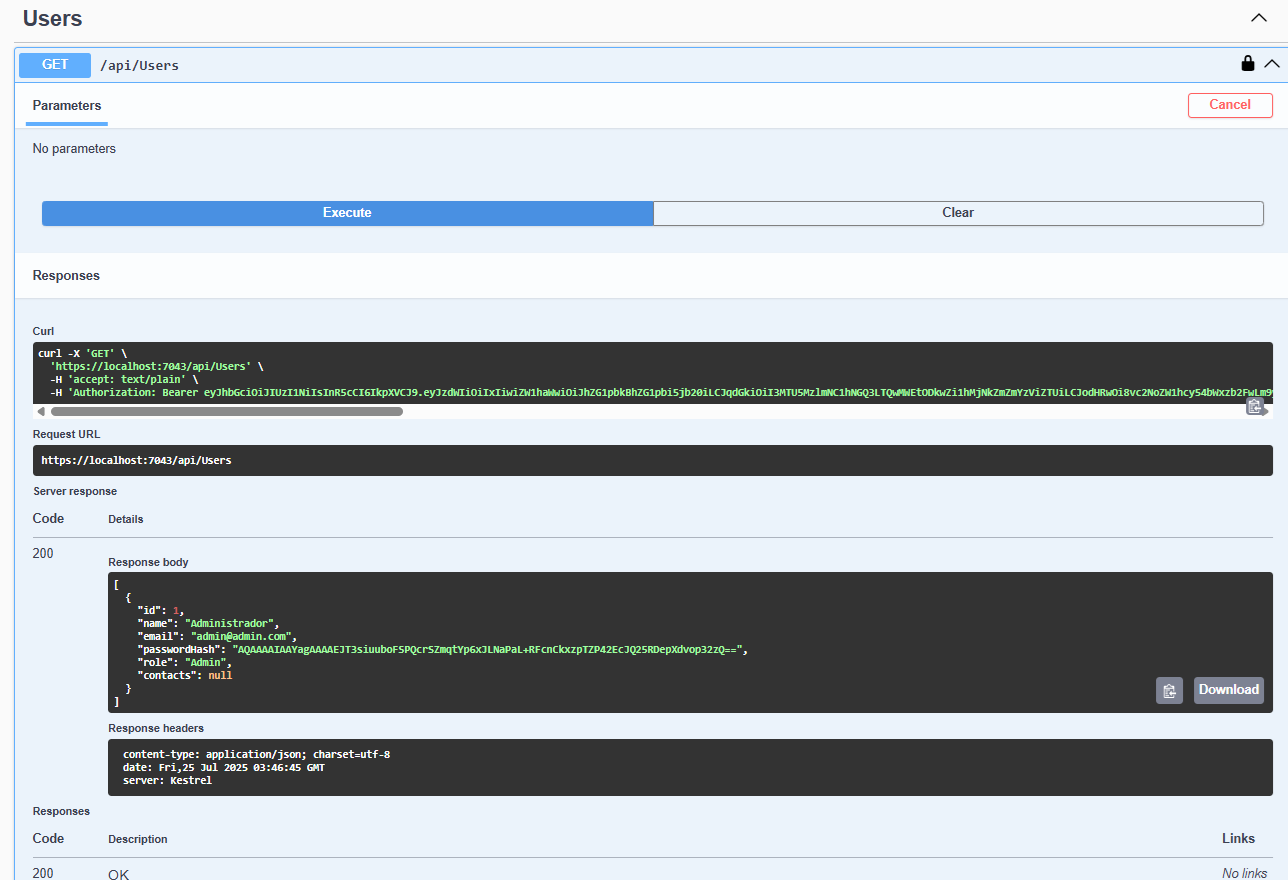 Users
GET /api/Users
Parameters
Cancel
No parameters
Execute
Clear
Responses
Curl
curl -X 'GET' \
'https://localhost:7043/api/Users' \
-H 'accept: text/plain' \
-H 'Authorization: Bearer eyJhbGciOiJIUzI1NiIsInR5cCI6IkpXVCJ9.eyJzdWIiOiIxIiwiZW1haWwiOiJhZG1pbkBhZG1pbi5jb20iLCJqdGkiOiI3MTU5MzlmNC1hNGQ3LTQwMWEtODkwZi1hMjNkZmZmYzViZTUiLCJodHRwOi8vc2NoZW1hcy54bWxzb2FwLm9
Request URL
https://localhost:7043/api/Users
Server response
Code Details
200
Response body
[
{
"id": 1,
"name": "Administrador",
"email": "admin@admin.com",
"passwordHash": "AQAAAAIAAYagAAAAEJT3siuuboFSPQcrSZmqtYp6xJLNaPaL+RFcnCkxzpTZP42EcJQ25RDepXdvop32zQ==",
"role": "Admin",
"contacts": null
}
]
Download
Response headers
content-type: application/json; charset=utf-8
date: Fri,25 Jul 2025 03:46:45 GMT
server: Kestrel
Responses
Code Description Links
200 OK No links